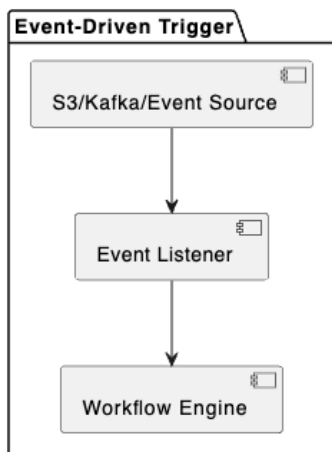 Event-Driven Trigger
S3/Kafka/Event Source
Event Listener
Workflow Engine